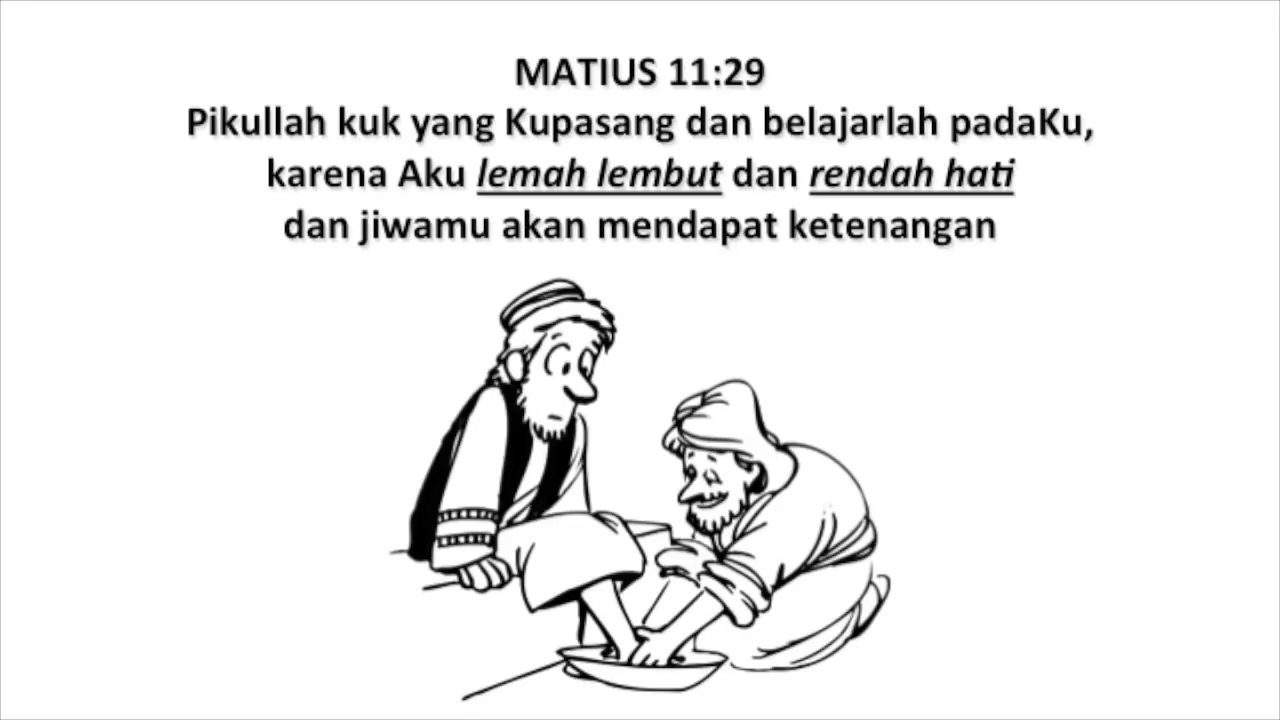 MATIUS 11:29
Pikullah kuk yang Kupasang dan belajarlah padaKu,
karena Aku lemah lembut dan rendah hati
dan jiwamu akan mendapat ketenangan